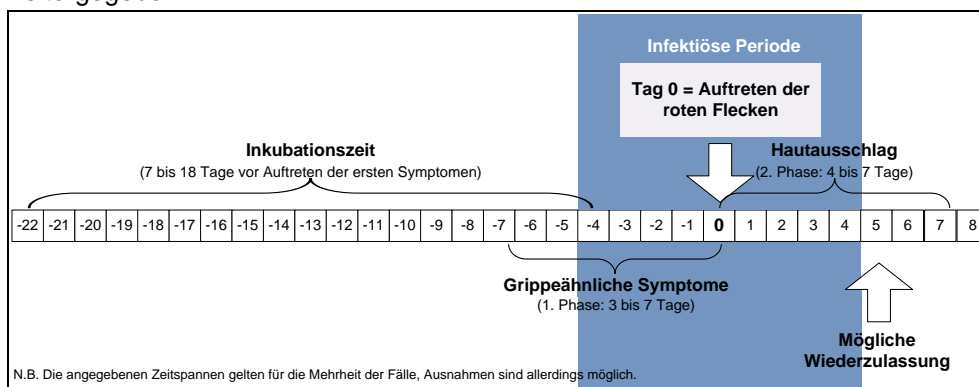 Infektiöse Periode
Tag 0 = Auftreten der
roten Flecken
Inkubationszeit
(7 bis 18 Tage vor Auftreten der ersten Symptomen)
Hautausschlag
(2. Phase: 4 bis 7 Tage)
-22 -21 -20 -19 -18 -17 -16 -15 -14 -13 -12 -11 -10 -9 -8 -7 -6 -5 -4 -3 -2 -1 0 1 2 3 4 5 6 7 8
Grippeähnliche Symptome
(1. Phase: 3 bis 7 Tage)
Mögliche
Wiederzulassung
N.B. Die angegebenen Zeitspannen gelten für die Mehrheit der Fälle, Ausnahmen sind allerdings möglich.